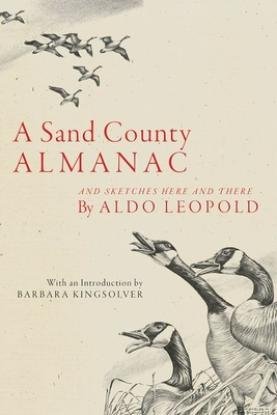 A Sand County
ALMANAC
AND SKETCHES HERE AND THERE
By ALDO LEOPOLD
With an Introduction by
BARBARA KINGSOLVER